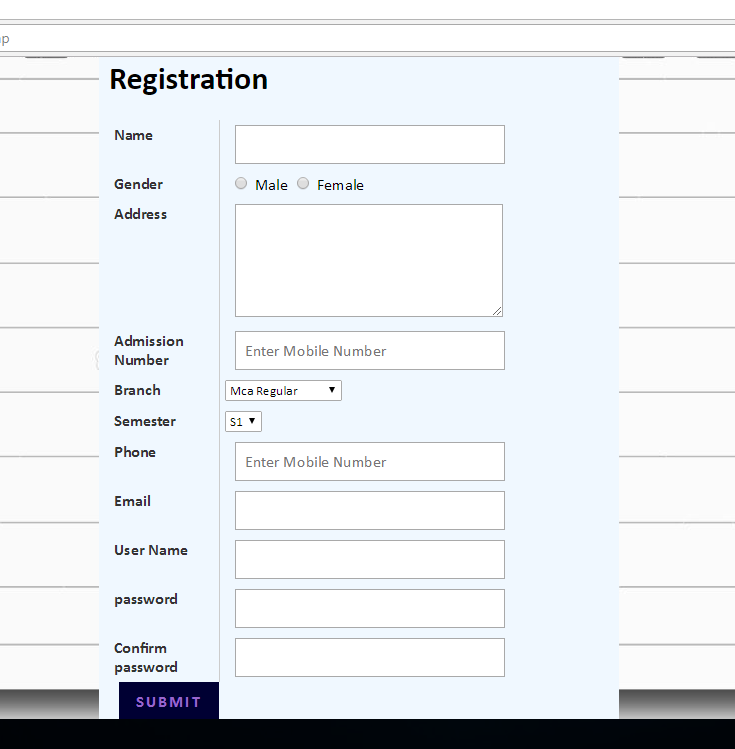 p
Registration
Name
Gender
Male Female
Address
Admission
Number
Enter Mobile Number
Branch
Mca Regular
Semester
S1
Phone
Enter Mobile Number
Email
User Name
password
Confirm
password
SUBMIT